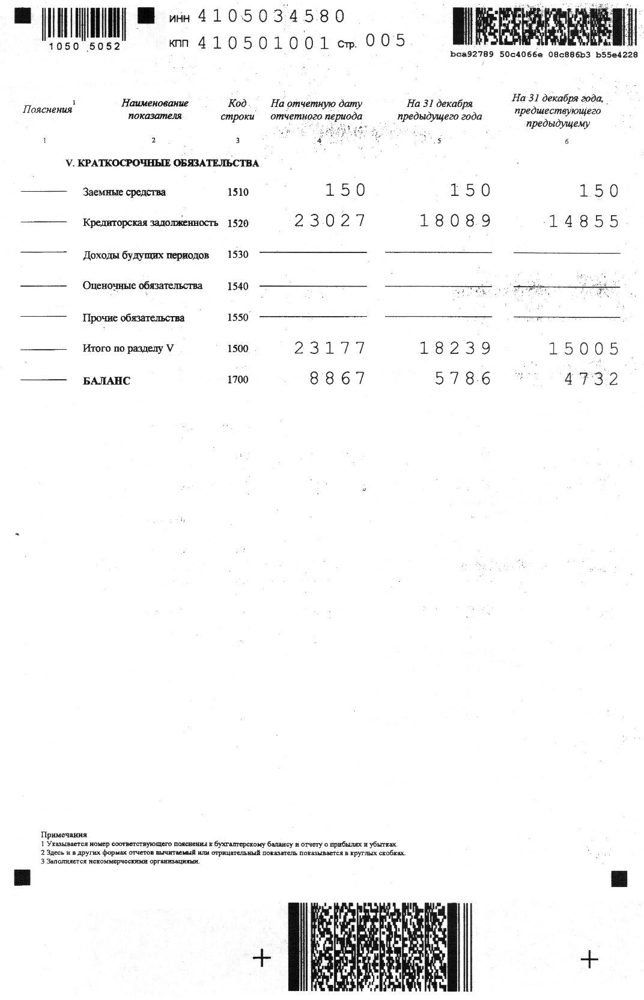 ИНН 4105034580
1050 5052
КПП 410501001 Стр. 005
bca92789 50c4066e 08c886b3 b55e4228
Пояснения 1 Наименование показателя Код строки На отчетную дату отчетного периода На 31 декабря предыдущего года На 31 декабря года, предшествующего предыдущему
1 2 3 4 5 6
V. КРАТКОСРОЧНЫЕ ОБЯЗАТЕЛЬСТВА
Заемные средства 1510 150 150 150
Кредиторская задолженность 1520 23027 18089 14855
Доходы будущих периодов 1530
Оценочные обязательства 1540
Прочие обязательства 1550
Итого по разделу V 1500 23177 18239 15005
БАЛАНС 1700 8867 5786 4732
Примечания
1 Указывается номер соответствующего пояснения к бухгалтерскому балансу и отчету о прибылях и убытках.
2 Здесь и в других формах отчетов вычитаемый или отрицательный показатель показывается в круглых скобках.
3 Заполняется некоммерческими организациями.